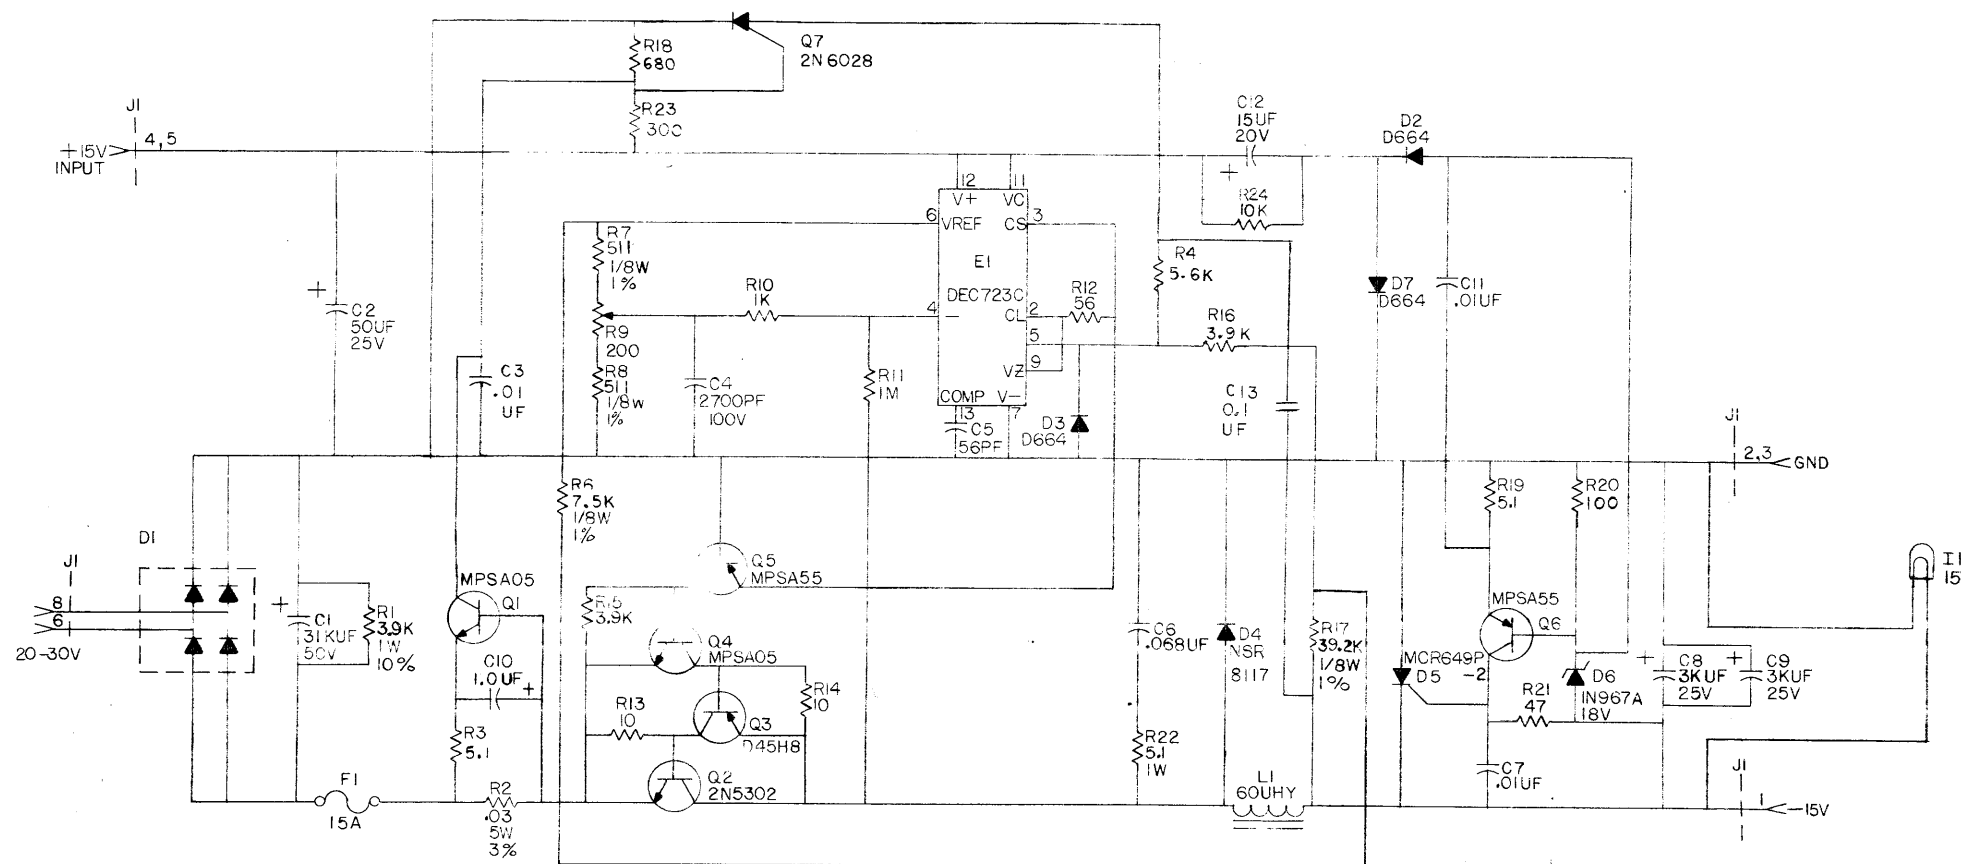 R18
680
Q7
2N6028
R23
300
J1
4,5
+15V
INPUT
C12
15UF
20V
+
D2
D664
R24
10K
12
11
V+
VC
6
VREF
CS
3
R7
511
1/8W
1%
E1
R4
5.6K
+
C2
50UF
25V
R10
1K
DEC723C
R12
56
D7
D664
C11
.01UF
4
–
CL
2
R9
200
5
R16
3.9K
C3
.01
UF
R8
511
1/8W
1%
C4
2700PF
100V
R11
1M
VZ
9
COMP
V–
13
7
C5
56PF
D3
D664
C13
0.1
UF
J1
2,3
GND
R6
7.5K
1/8W
1%
R19
5.1
R20
100
D1
J1
8
6
20-30V
+
C1
31KUF
50V
R1
3.9K
1W
10%
MPSA05
Q1
Q5
MPSA55
R15
3.9K
Q4
MPSA05
C6
.068UF
D4
NSR
8117
R17
39.2K
1/8W
1%
MPSA55
Q6
I1
15
C10
1.0UF
+
R14
10
R13
10
Q3
D45H8
MCR649P
D5
-2
D6
1N967A
18V
R21
47
+
C8
3KUF
25V
+
C9
3KUF
25V
R3
5.1
Q2
2N5302
R22
5.1
1W
C7
.01UF
F1
15A
R2
.03
5W
3%
L1
60UHY
J1
1
–15V